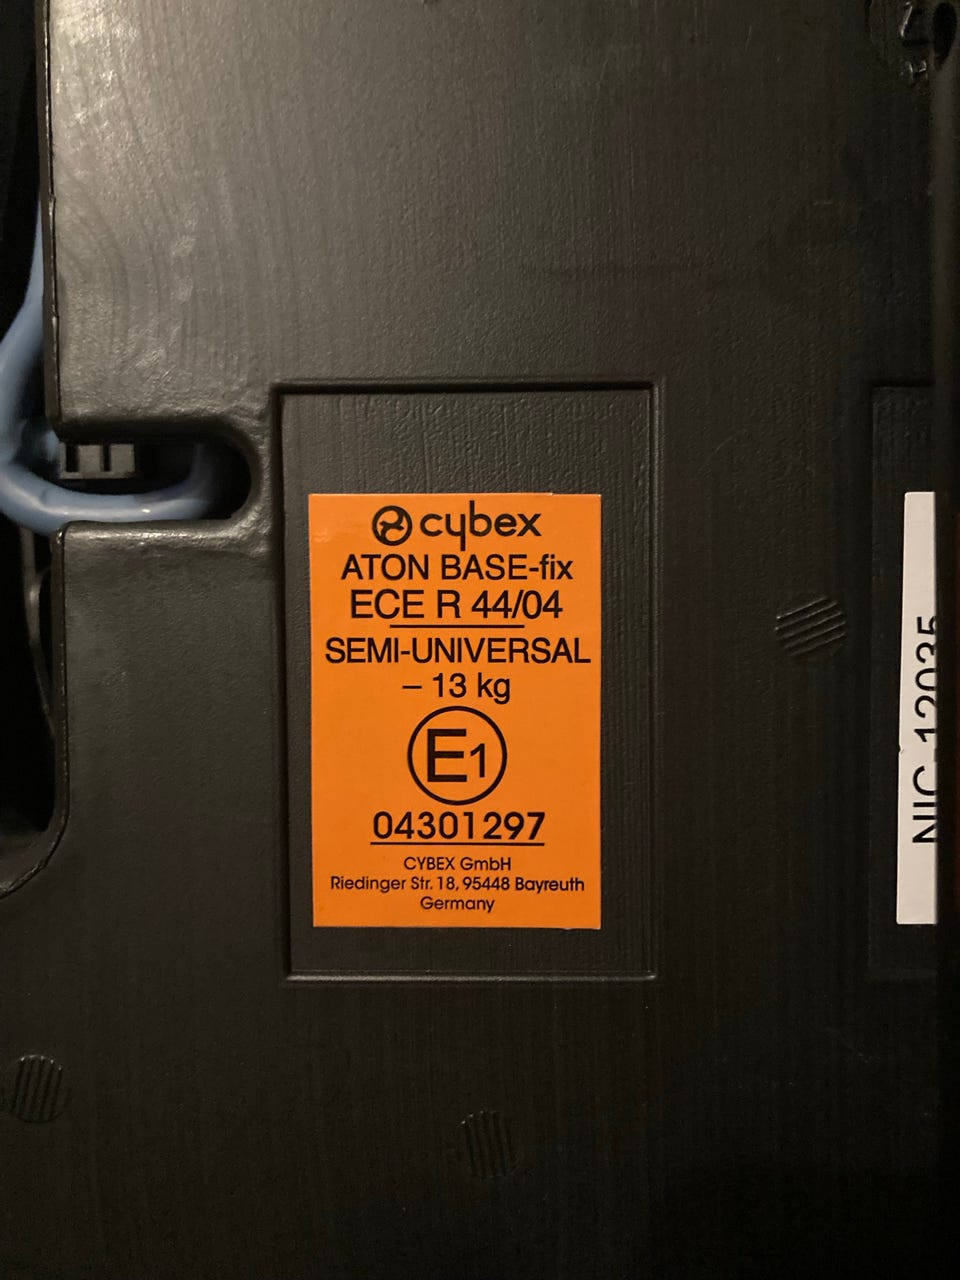 cybex
ATON BASE-fix
ECE R 44/04
SEMI-UNIVERSAL
– 13 kg
E1
04301297
CYBEX GmbH
Riedinger Str. 18, 95448 Bayreuth
Germany
NIC 12035